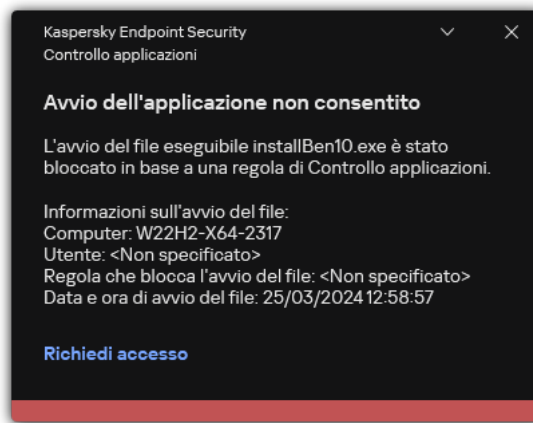 Kaspersky Endpoint Security
Controllo applicazioni
Avvio dell'applicazione non consentito
L'avvio del file eseguibile installBen10.exe è stato
bloccato in base a una regola di Controllo applicazioni.
Informazioni sull'avvio del file:
Computer: W22H2-X64-2317
Utente: <Non specificato>
Regola che blocca l'avvio del file: <Non specificato>
Data e ora di avvio del file: 25/03/2024 12:58:57
Richiedi accesso